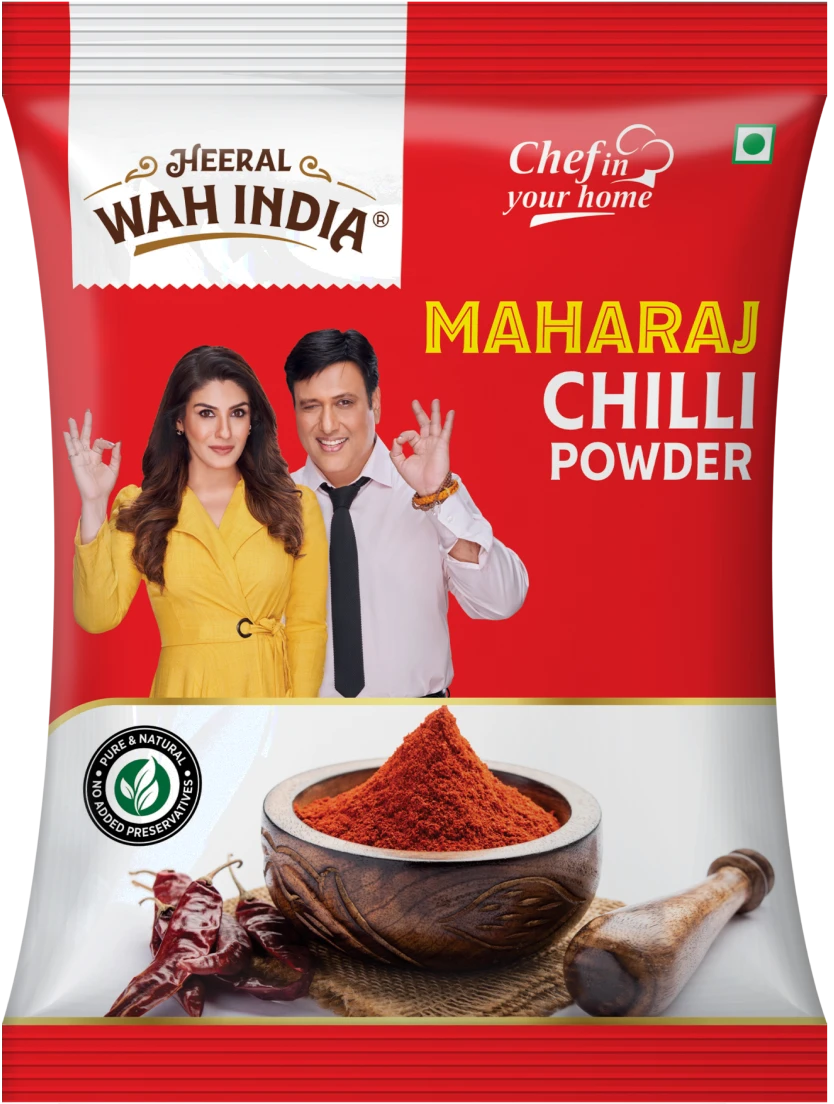 HEERAL
WAH INDIA®
Chef in
your home
MAHARAJ
CHILLI
POWDER
PURE & NATURAL
NO ADDED PRESERVATIVES